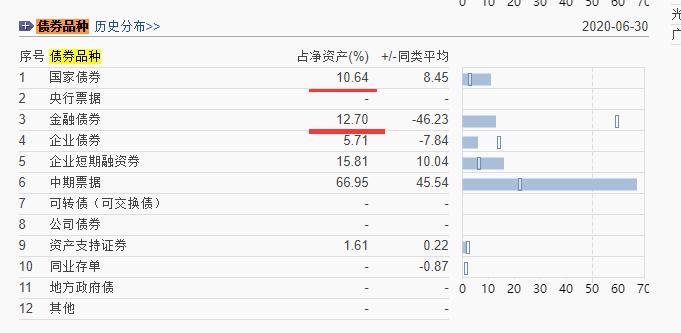 0 10 20 30 40 50 60 70
债券品种 历史分布>> 2020-06-30
序号 债券品种 占净资产(%) +/-同类平均
1 国家债券 10.64 8.45
2 央行票据 - -
3 金融债券 12.70 -46.23
4 企业债券 5.71 -7.84
5 企业短期融资券 15.81 10.04
6 中期票据 66.95 45.54
7 可转债（可交换债） - -
8 公司债券 - -
9 资产支持证券 1.61 0.22
10 同业存单 - -0.87
11 地方政府债 - -
12 其他 - -
0 10 20 30 40 50 60 70